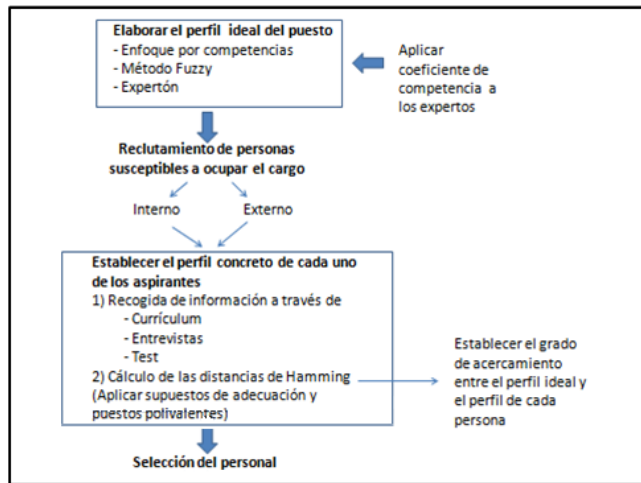 Elaborar el perfil ideal del puesto
- Enfoque por competencias
- Método Fuzzy
- Expertón
Aplicar
coeficiente de
competencia a
los expertos
Reclutamiento de personas
susceptibles a ocupar el cargo
Interno
Externo
Establecer el perfil concreto de cada uno
de los aspirantes
1) Recogida de información a través de
- Currículum
- Entrevistas
- Test
2) Cálculo de las distancias de Hamming
(Aplicar supuestos de adecuación y
puestos polivalentes)
Establecer el grado
de acercamiento
entre el perfil ideal y
el perfil de cada
persona
Selección del personal